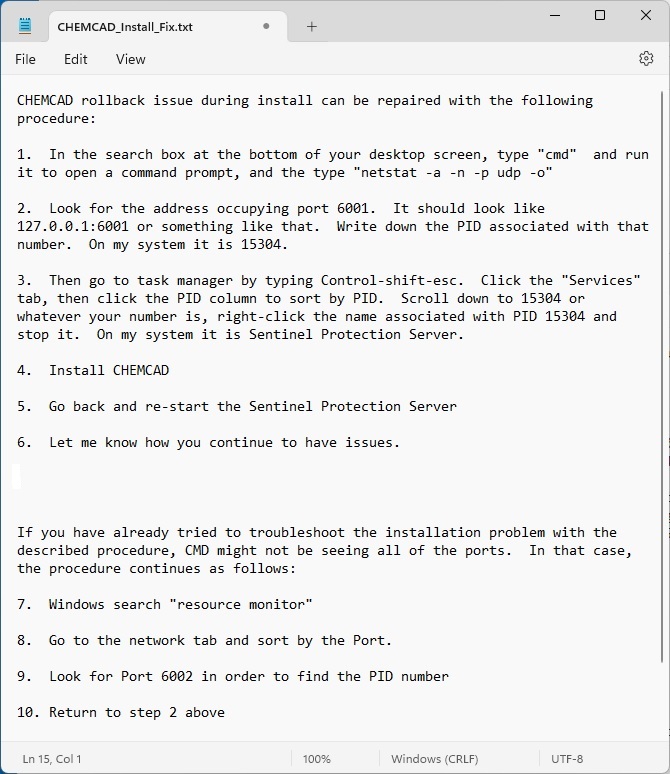 CHEMCAD_Install_Fix.txt
File Edit View
CHEMCAD rollback issue during install can be repaired with the following
procedure:
1.  In the search box at the bottom of your desktop screen, type "cmd"  and run
it to open a command prompt, and the type "netstat -a -n -p udp -o"
2.  Look for the address occupying port 6001.  It should look like
127.0.0.1:6001 or something like that.  Write down the PID associated with that
number.  On my system it is 15304.
3.  Then go to task manager by typing Control-shift-esc.  Click the "Services"
tab, then click the PID column to sort by PID.  Scroll down to 15304 or
whatever your number is, right-click the name associated with PID 15304 and
stop it.  On my system it is Sentinel Protection Server.
4.  Install CHEMCAD
5.  Go back and re-start the Sentinel Protection Server
6.  Let me know how you continue to have issues.
If you have already tried to troubleshoot the installation problem with the
described procedure, CMD might not be seeing all of the ports.  In that case,
the procedure continues as follows:
7.  Windows search "resource monitor"
8.  Go to the network tab and sort by the Port.
9.  Look for Port 6002 in order to find the PID number
10. Return to step 2 above
Ln 15, Col 1 100% Windows (CRLF) UTF-8